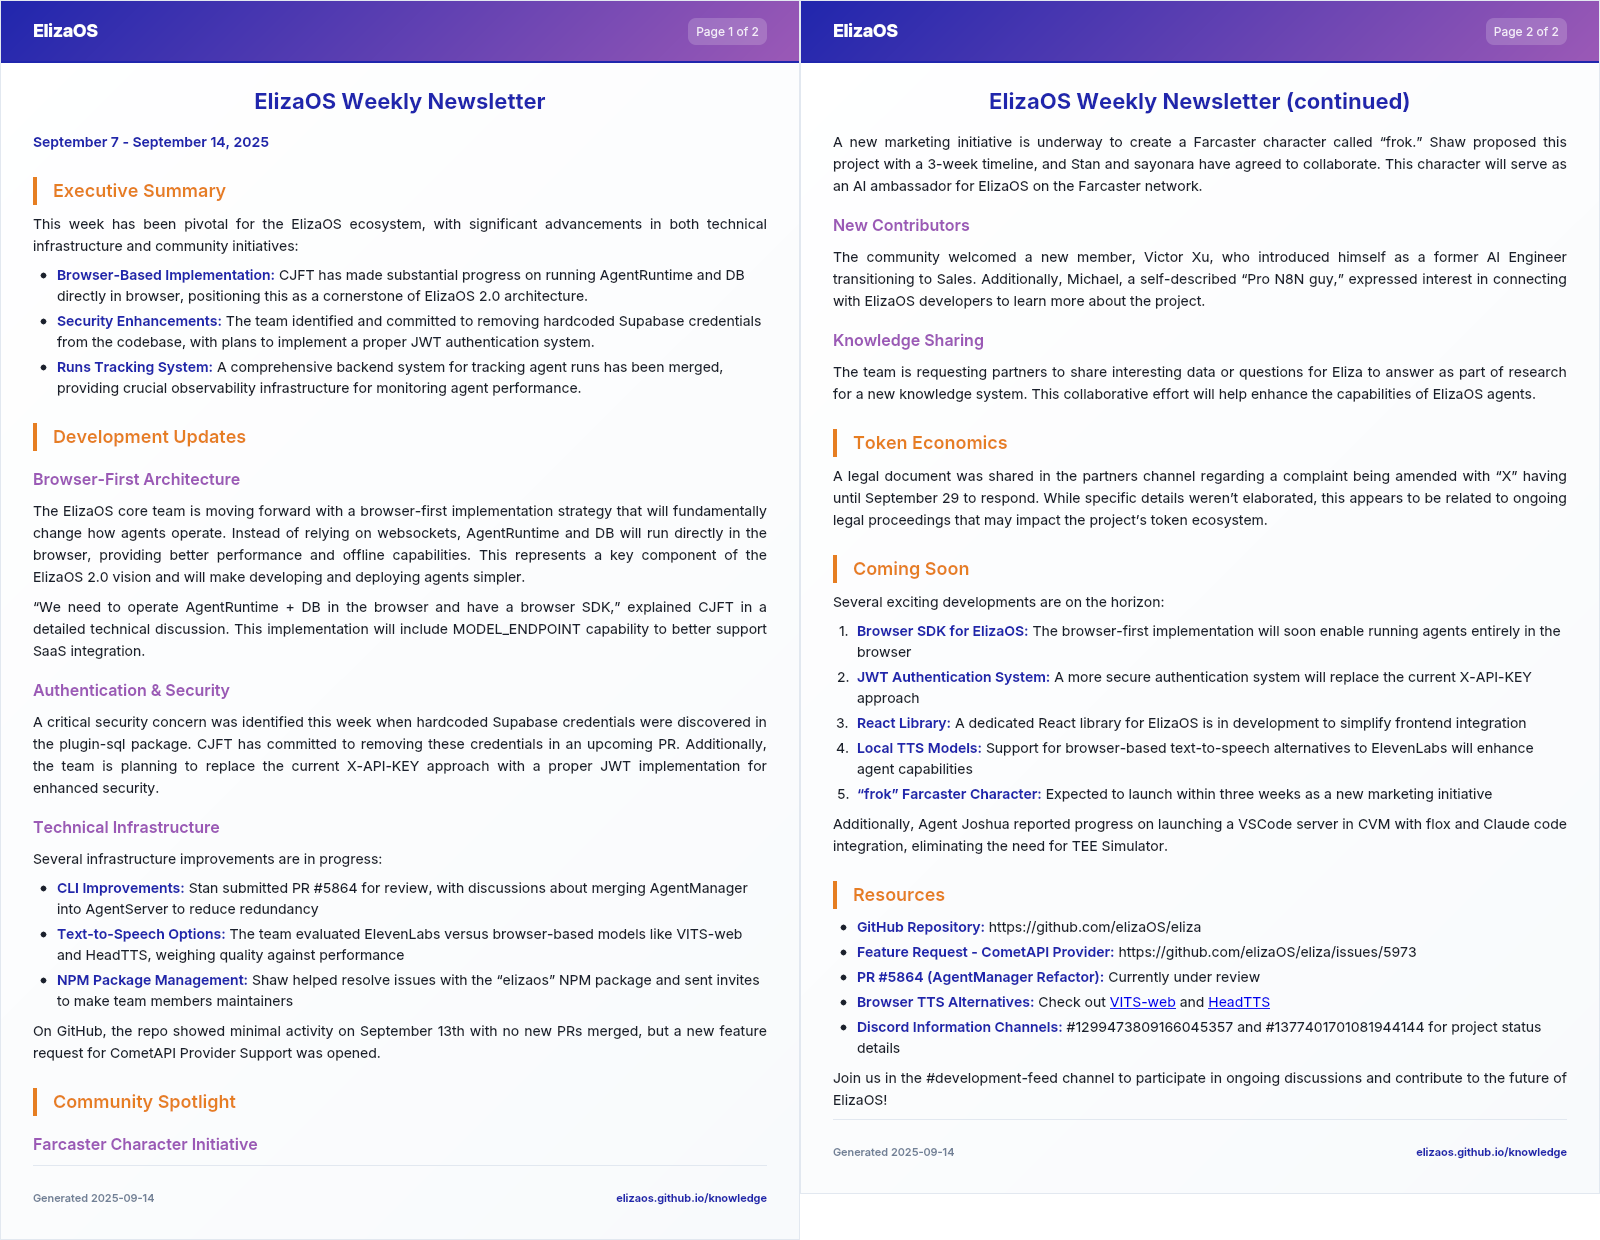 ElizaOS
Page 1 of 2
ElizaOS Weekly Newsletter
September 7 - September 14, 2025
Executive Summary
This week has been pivotal for the ElizaOS ecosystem, with significant advancements in both technical
infrastructure and community initiatives:
• Browser-Based Implementation: CJFT has made substantial progress on running AgentRuntime and DB
directly in browser, positioning this as a cornerstone of ElizaOS 2.0 architecture.
• Security Enhancements: The team identified and committed to removing hardcoded Supabase credentials
from the codebase, with plans to implement a proper JWT authentication system.
• Runs Tracking System: A comprehensive backend system for tracking agent runs has been merged,
providing crucial observability infrastructure for monitoring agent performance.
Development Updates
Browser-First Architecture
The ElizaOS core team is moving forward with a browser-first implementation strategy that will fundamentally
change how agents operate. Instead of relying on websockets, AgentRuntime and DB will run directly in the
browser, providing better performance and offline capabilities. This represents a key component of the
ElizaOS 2.0 vision and will make developing and deploying agents simpler.
“We need to operate AgentRuntime + DB in the browser and have a browser SDK,” explained CJFT in a
detailed technical discussion. This implementation will include MODEL_ENDPOINT capability to better support
SaaS integration.
Authentication & Security
A critical security concern was identified this week when hardcoded Supabase credentials were discovered in
the plugin-sql package. CJFT has committed to removing these credentials in an upcoming PR. Additionally,
the team is planning to replace the current X-API-KEY approach with a proper JWT implementation for
enhanced security.
Technical Infrastructure
Several infrastructure improvements are in progress:
• CLI Improvements: Stan submitted PR #5864 for review, with discussions about merging AgentManager
into AgentServer to reduce redundancy
• Text-to-Speech Options: The team evaluated ElevenLabs versus browser-based models like VITS-web
and HeadTTS, weighing quality against performance
• NPM Package Management: Shaw helped resolve issues with the “elizaos” NPM package and sent invites
to make team members maintainers
On GitHub, the repo showed minimal activity on September 13th with no new PRs merged, but a new feature
request for CometAPI Provider Support was opened.
Community Spotlight
Farcaster Character Initiative
Generated 2025-09-14
elizaos.github.io/knowledge
ElizaOS
Page 2 of 2
ElizaOS Weekly Newsletter (continued)
A new marketing initiative is underway to create a Farcaster character called “frok.” Shaw proposed this
project with a 3-week timeline, and Stan and sayonara have agreed to collaborate. This character will serve as
an AI ambassador for ElizaOS on the Farcaster network.
New Contributors
The community welcomed a new member, Victor Xu, who introduced himself as a former AI Engineer
transitioning to Sales. Additionally, Michael, a self-described “Pro N8N guy,” expressed interest in connecting
with ElizaOS developers to learn more about the project.
Knowledge Sharing
The team is requesting partners to share interesting data or questions for Eliza to answer as part of research
for a new knowledge system. This collaborative effort will help enhance the capabilities of ElizaOS agents.
Token Economics
A legal document was shared in the partners channel regarding a complaint being amended with “X” having
until September 29 to respond. While specific details weren’t elaborated, this appears to be related to ongoing
legal proceedings that may impact the project’s token ecosystem.
Coming Soon
Several exciting developments are on the horizon:
1. Browser SDK for ElizaOS: The browser-first implementation will soon enable running agents entirely in the
browser
2. JWT Authentication System: A more secure authentication system will replace the current X-API-KEY
approach
3. React Library: A dedicated React library for ElizaOS is in development to simplify frontend integration
4. Local TTS Models: Support for browser-based text-to-speech alternatives to ElevenLabs will enhance
agent capabilities
5. “frok” Farcaster Character: Expected to launch within three weeks as a new marketing initiative
Additionally, Agent Joshua reported progress on launching a VSCode server in CVM with flox and Claude code
integration, eliminating the need for TEE Simulator.
Resources
• GitHub Repository: https://github.com/elizaOS/eliza
• Feature Request - CometAPI Provider: https://github.com/elizaOS/eliza/issues/5973
• PR #5864 (AgentManager Refactor): Currently under review
• Browser TTS Alternatives: Check out VITS-web and HeadTTS
• Discord Information Channels: #1299473809166045357 and #1377401701081944144 for project status
details
Join us in the #development-feed channel to participate in ongoing discussions and contribute to the future of
ElizaOS!
Generated 2025-09-14
elizaos.github.io/knowledge